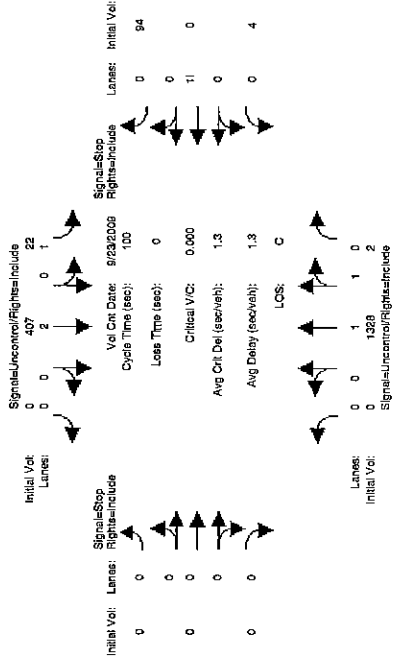 Signal=Uncontrol/Rights=Include
Initial Vol: 0 407 22
Lanes: 0 0 2 0 1
Signal=Stop
Rights=Include
Initial Vol: Lanes:
0 0
0
0 0
0
0 0
Vol Cnt Date: 9/23/2009
Cycle Time (sec): 100
Loss Time (sec): 0
Critical V/C: 0.000
Avg Crit Del (sec/veh): 1.3
Avg Delay (sec/veh): 1.3
LOS: C
Signal=Stop
Rights=Include
Lanes: Initial Vol:
0 94
0
1! 0
0
0 4
Lanes: 0 0 1 1 0
Initial Vol: 0 1328 2
Signal=Uncontrol/Rights=Include